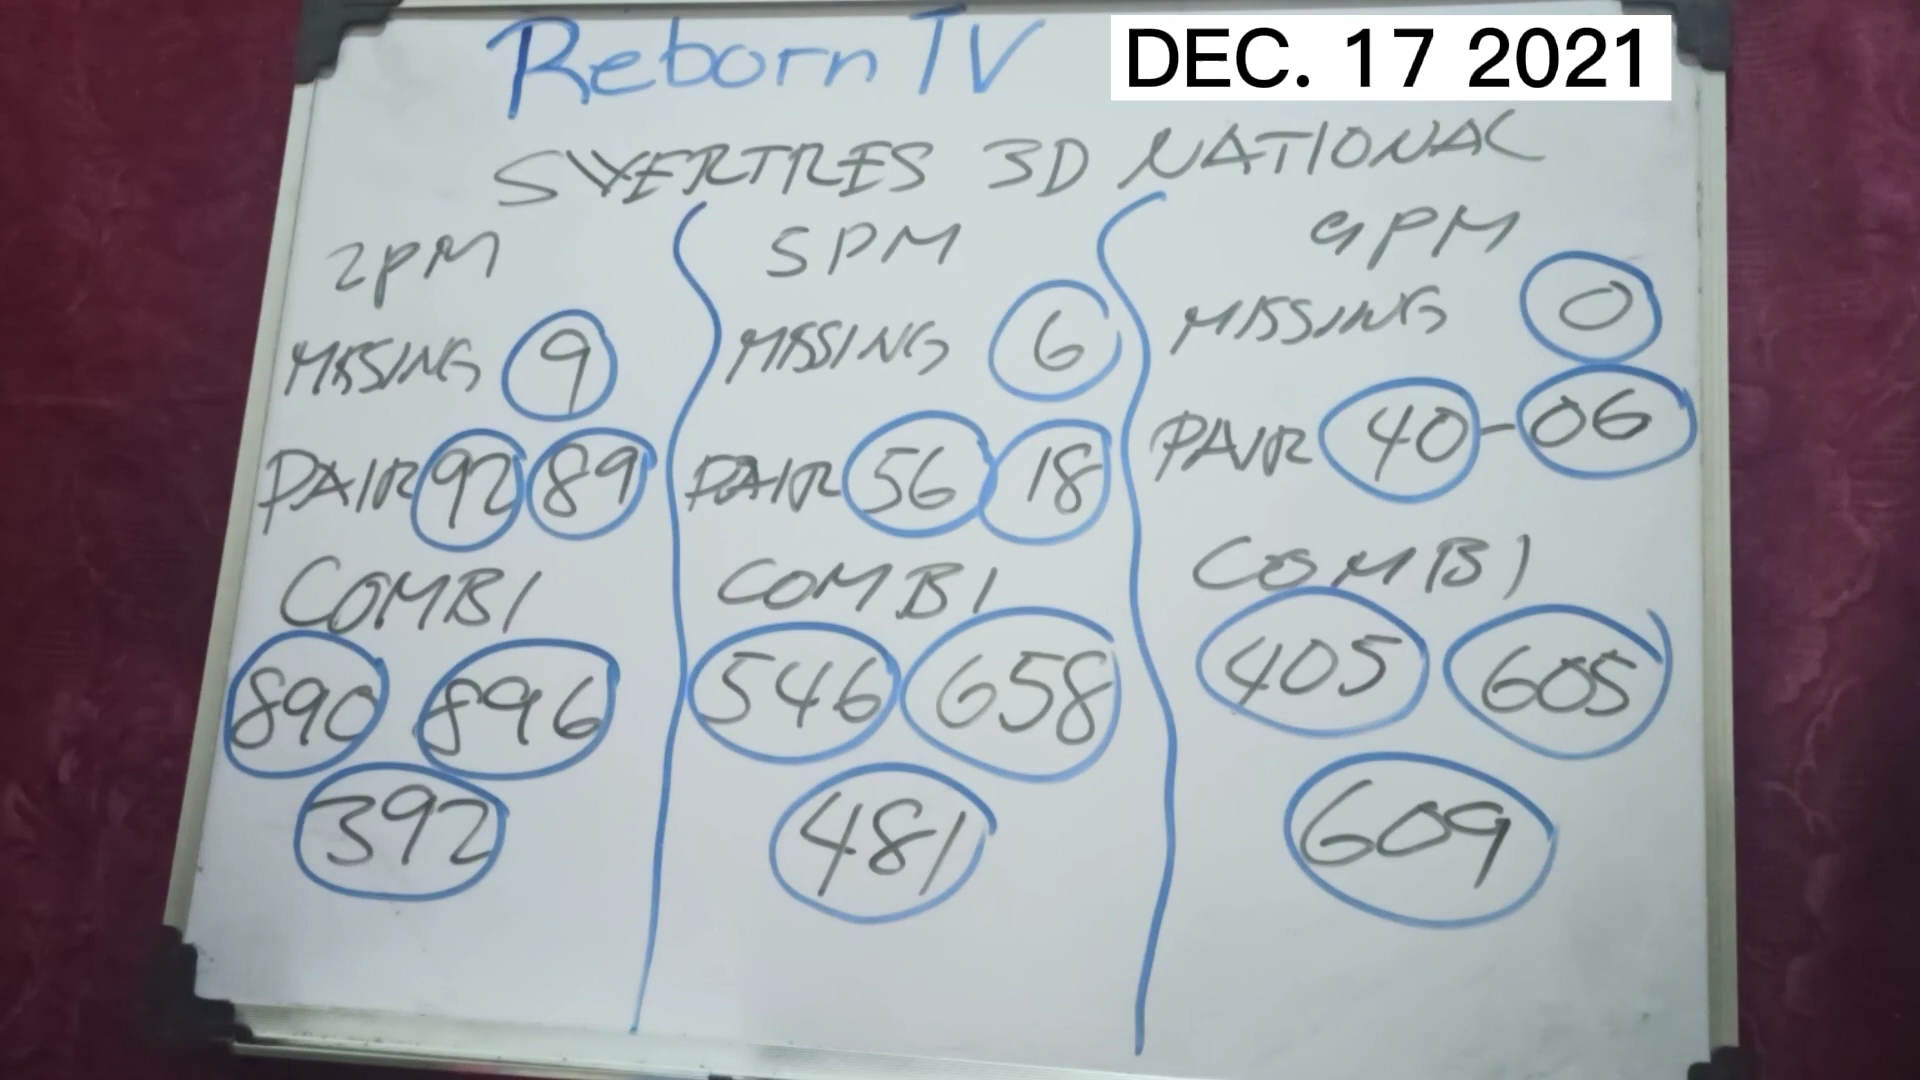 Reborn TV
DEC. 17 2021
SWERTRES 3D NATIONAL
2PM
MISSING 9
PAIR 92 89
COMBI
890 896
392
5PM
MISSING 6
PAIR 56 18
COMBI
546 658
481
9PM
MISSING 0
PAIR 40-06
COMBI
405 605
609